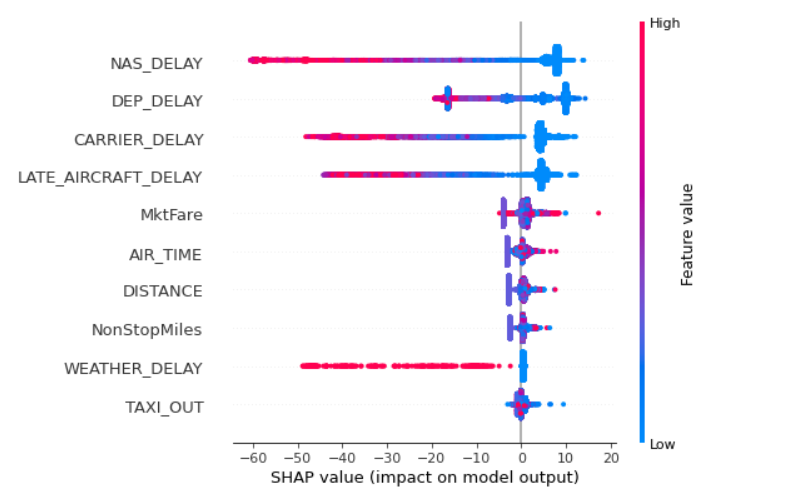 High
NAS_DELAY
DEP_DELAY
CARRIER_DELAY
LATE_AIRCRAFT_DELAY
MktFare
AIR_TIME
DISTANCE
NonStopMiles
WEATHER_DELAY
TAXI_OUT
Feature value
Low
−60 −50 −40 −30 −20 −10 0 10 20
SHAP value (impact on model output)